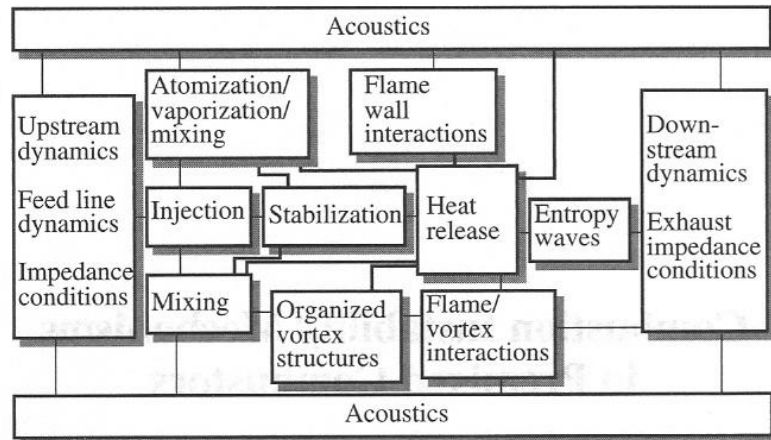 Acoustics
Atomization/
vaporization/
mixing
Flame
wall
interactions
Upstream
dynamics
Feed line
dynamics
Impedance
conditions
Down-
stream
dynamics
Exhaust
impedance
conditions
Injection
Stabilization
Heat
release
Entropy
waves
Mixing
Organized
vortex
structures
Flame/
vortex
interactions
Acoustics